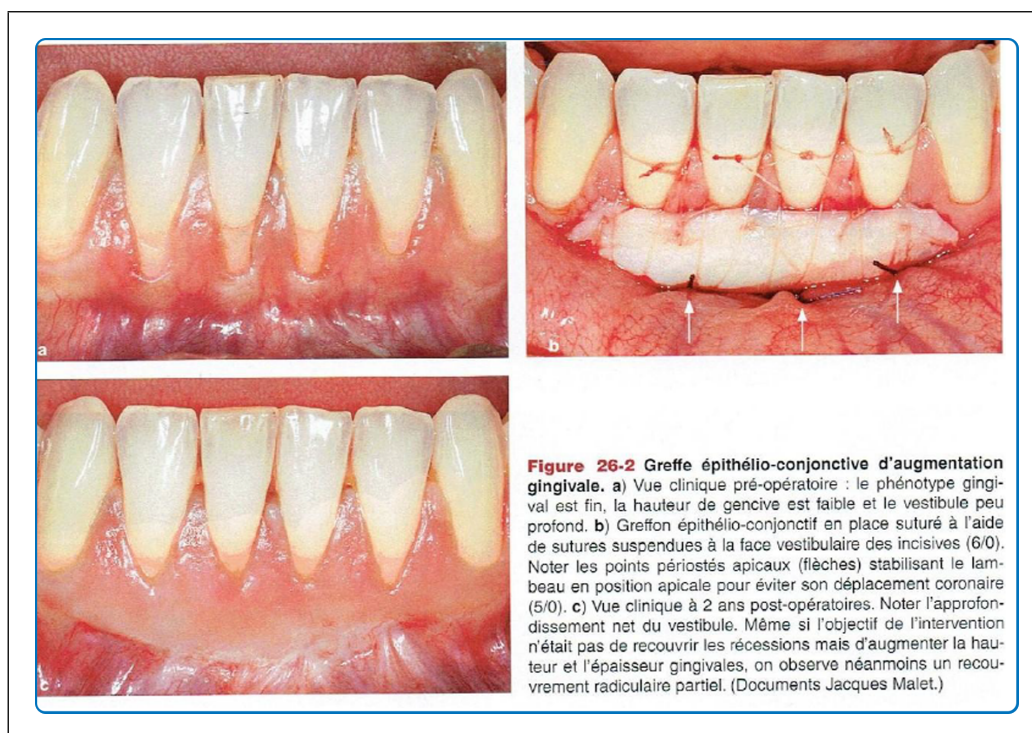 a
b
c
Figure 26-2 Greffe épithélio-conjonctive d'augmentation
gingivale. a) Vue clinique pré-opératoire : le phénotype gingi-
val est fin, la hauteur de gencive est faible et le vestibule peu
profond. b) Greffon épithélio-conjonctif en place suturé à l'aide
de sutures suspendues à la face vestibulaire des incisives (6/0).
Noter les points périostés apicaux (flèches) stabilisant le lam-
beau en position apicale pour éviter son déplacement coronaire
(5/0). c) Vue clinique à 2 ans post-opératoires. Noter l'approfon-
dissement net du vestibule. Même si l'objectif de l'intervention
n'était pas de recouvrir les récessions mais d'augmenter la hau-
teur et l'épaisseur gingivales, on observe néanmoins un recou-
vrement radiculaire partiel. (Documents Jacques Malet.)